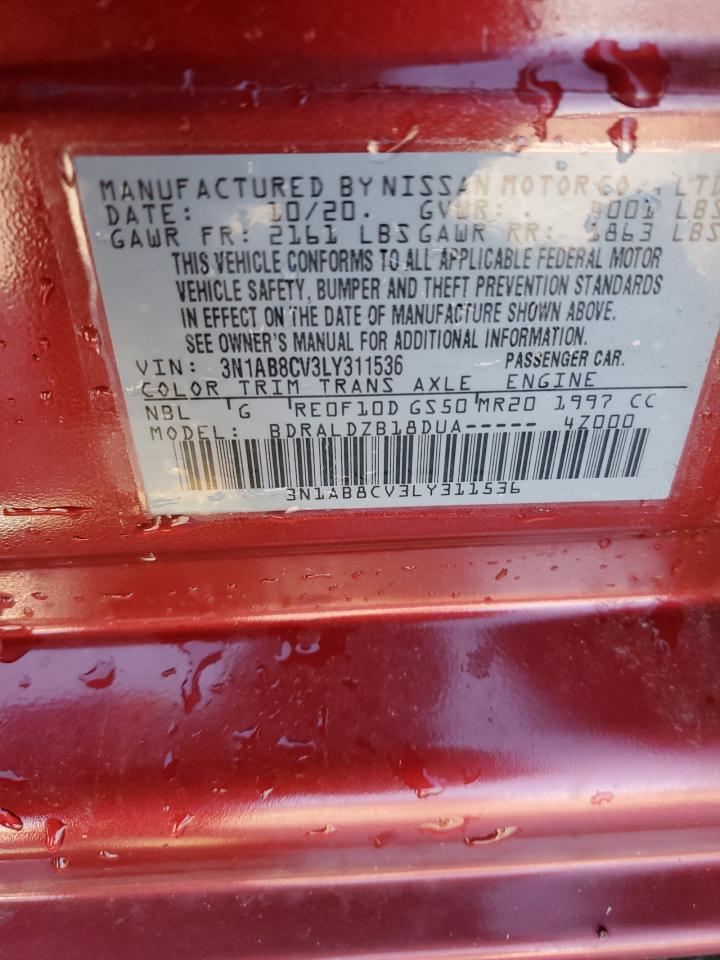 MANUFACTURED BY NISSAN MOTOR CO., LTD
DATE: 10/20. GVWR: 4001 LBS
GAWR FR: 2161 LBS GAWR RR: 1863 LBS
THIS VEHICLE CONFORMS TO ALL APPLICABLE FEDERAL MOTOR
VEHICLE SAFETY, BUMPER AND THEFT PREVENTION STANDARDS
IN EFFECT ON THE DATE OF MANUFACTURE SHOWN ABOVE.
SEE OWNER'S MANUAL FOR ADDITIONAL INFORMATION.
VIN: 3N1AB8CV3LY311536 PASSENGER CAR.
COLOR TRIM TRANS AXLE ENGINE
NBL G RE0F10D GS50 MR20 1997 CC
MODEL: BDRALDZB18DUA----- 4Z000
3N1AB8CV3LY311536